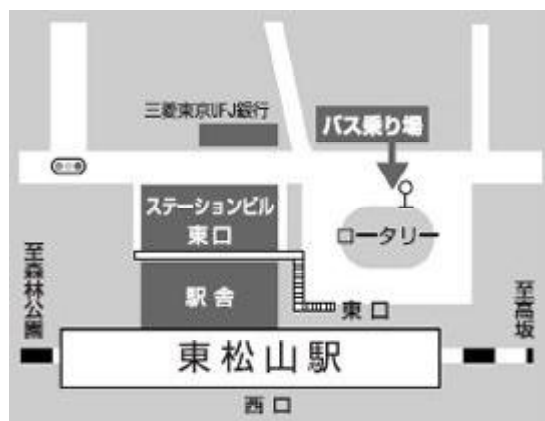 三菱東京UFJ銀行
バス乗り場
ステーションビル
東口
ロータリー
至森林公園
駅舎
東口
至高坂
東松山駅
西口